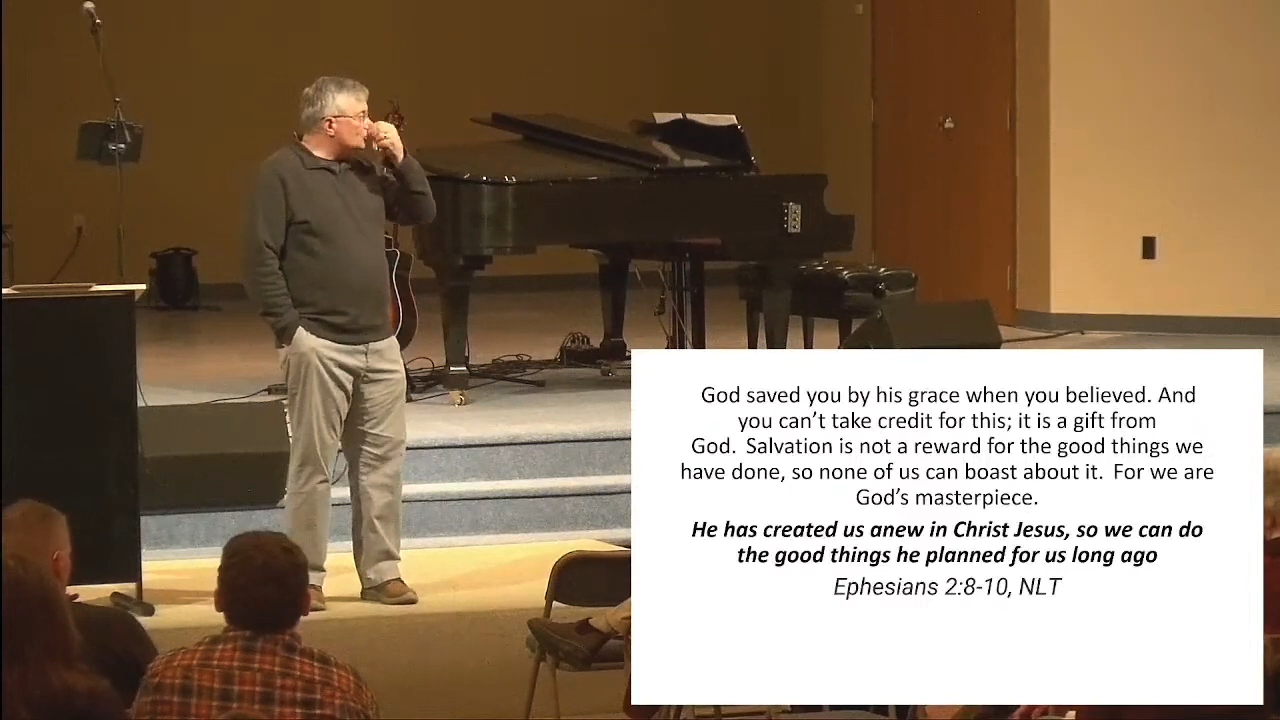 God saved you by his grace when you believed. And
you can’t take credit for this; it is a gift from
God. Salvation is not a reward for the good things we
have done, so none of us can boast about it. For we are
God’s masterpiece.
He has created us anew in Christ Jesus, so we can do
the good things he planned for us long ago
Ephesians 2:8-10, NLT